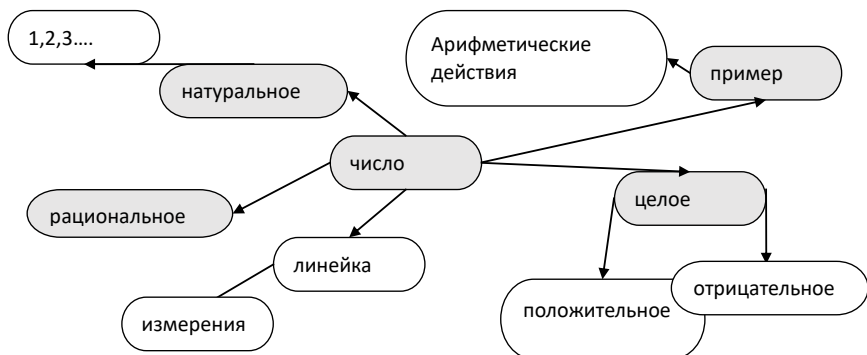 1,2,3....
Арифметические
действия
пример
натуральное
число
целое
рациональное
линейка
отрицательное
положительное
измерения